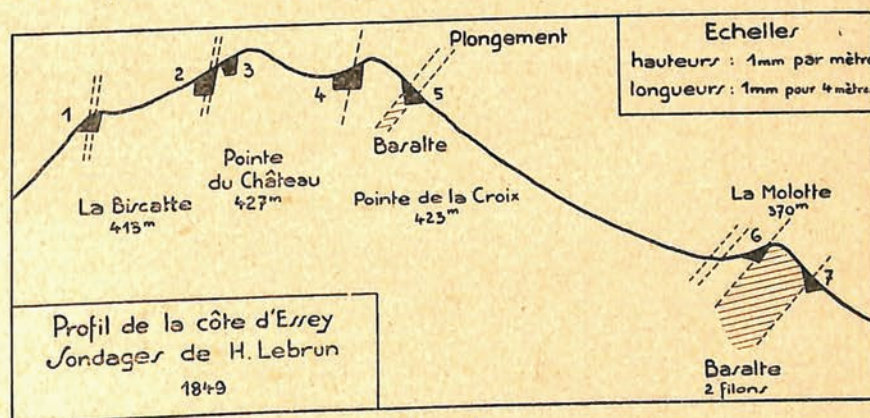 Plongement
Echelles
hauteurs : 1mm par mètre
longueurs : 1mm pour 4 mètres
1
2
3
4
5
Basalte
La Biscatte
413m
Pointe
du Château
427m
Pointe de la Croix
423m
La Molotte
370m
6
7
Basalte
2 filons
Profil de la côte d'Essey
Sondages de H. Lebrun
1849